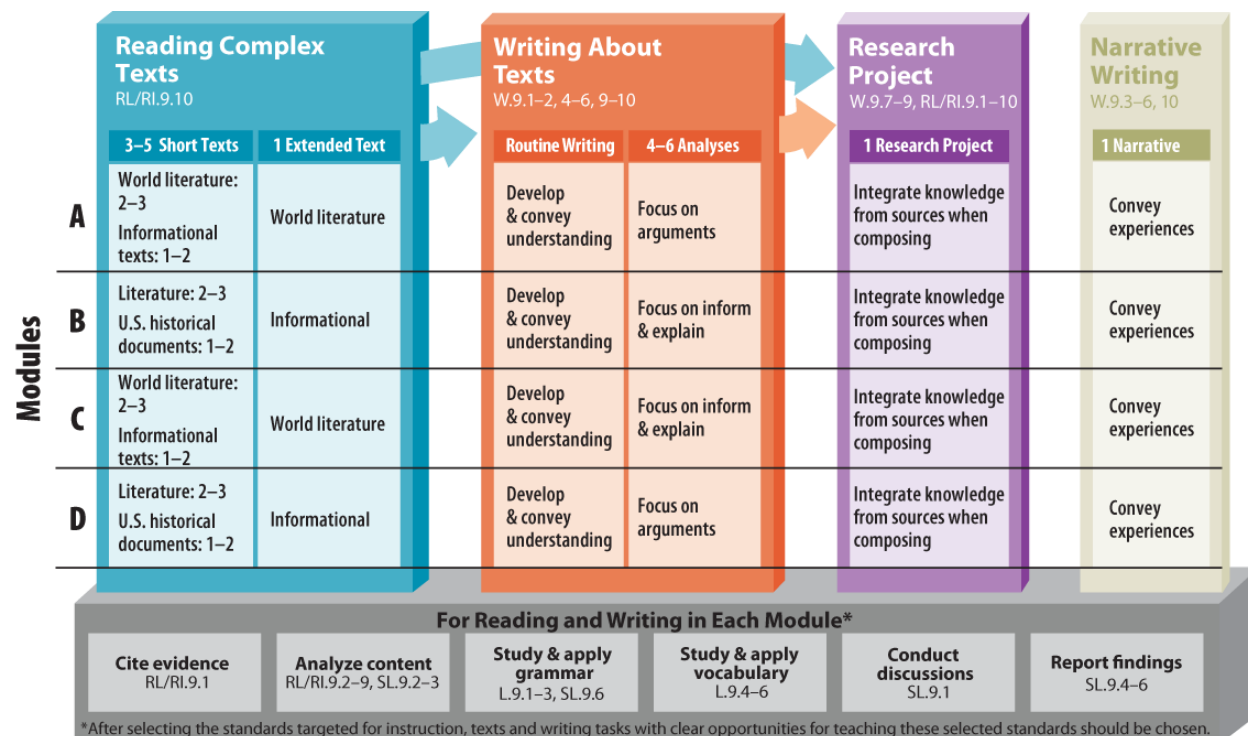 Reading Complex
Texts
RL/RI.9.10
Writing About
Texts
W.9.1–2, 4–6, 9–10
Research
Project
W.9.7–9, RL/RI.9.1–10
Narrative
Writing
W.9.3–6, 10
3–5 Short Texts
1 Extended Text
Routine Writing
4–6 Analyses
1 Research Project
1 Narrative
Modules
A
World literature:
2–3
Informational
texts: 1–2
World literature
Develop
& convey
understanding
Focus on
arguments
Integrate knowledge
from sources when
composing
Convey
experiences
B
Literature: 2–3
U.S. historical
documents: 1–2
Informational
Develop
& convey
understanding
Focus on inform
& explain
Integrate knowledge
from sources when
composing
Convey
experiences
C
World literature:
2–3
Informational
texts: 1–2
World literature
Develop
& convey
understanding
Focus on inform
& explain
Integrate knowledge
from sources when
composing
Convey
experiences
D
Literature: 2–3
U.S. historical
documents: 1–2
Informational
Develop
& convey
understanding
Focus on
arguments
Integrate knowledge
from sources when
composing
Convey
experiences
For Reading and Writing in Each Module*
Cite evidence
RL/RI.9.1
Analyze content
RL/RI.9.2–9, SL.9.2–3
Study & apply
grammar
L.9.1–3, SL.9.6
Study & apply
vocabulary
L.9.4–6
Conduct
discussions
SL.9.1
Report findings
SL.9.4–6
*After selecting the standards targeted for instruction, texts and writing tasks with clear opportunities for teaching these selected standards should be chosen.